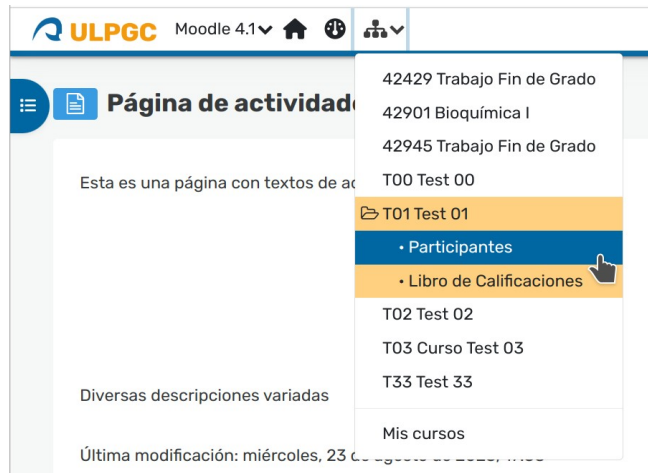 ULPGC Moodle 4.1
42429 Trabajo Fin de Grado
42901 Bioquímica I
42945 Trabajo Fin de Grado
T00 Test 00
T01 Test 01
• Participantes
• Libro de Calificaciones
T02 Test 02
T03 Curso Test 03
T33 Test 33
Mis cursos
Página de actividad
Esta es una página con textos de
Diversas descripciones variadas
Última modificación: miércoles, 23